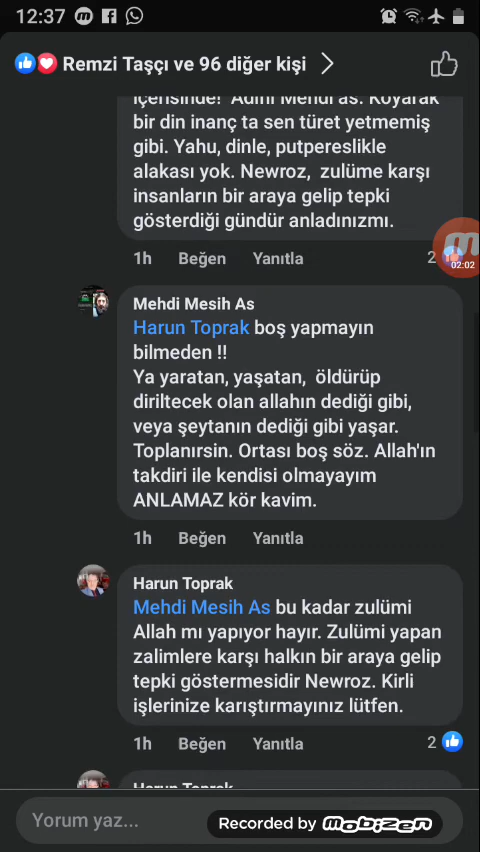 12:37
Remzi Taşçı ve 96 diğer kişi
içerisinde! Adını Mehdi as. Koyarak
bir din inanç ta sen türet yetmemiş
gibi. Yahu, dinle, putpereslikle
alakası yok. Newroz, zulüme karşı
insanların bir araya gelip tepki
gösterdiği gündür anladınızmı.
1h Beğen Yanıtla 2
02:02
Mehdi Mesih As
Harun Toprak boş yapmayın
bilmeden !!
Ya yaratan, yaşatan, öldürüp
diriltecek olan allahın dediği gibi,
veya şeytanın dediği gibi yaşar.
Toplanırsin. Ortası boş söz. Allah'ın
takdiri ile kendisi olmayayım
ANLAMAZ kör kavim.
1h Beğen Yanıtla
Harun Toprak
Mehdi Mesih As bu kadar zulümi
Allah mı yapıyor hayır. Zulümi yapan
zalimlere karşı halkın bir araya gelip
tepki göstermesidir Newroz. Kirli
işlerinize karıştırmayınız lütfen.
1h Beğen Yanıtla 2
Harun Toprak
Yorum yaz...
Recorded by mobizen